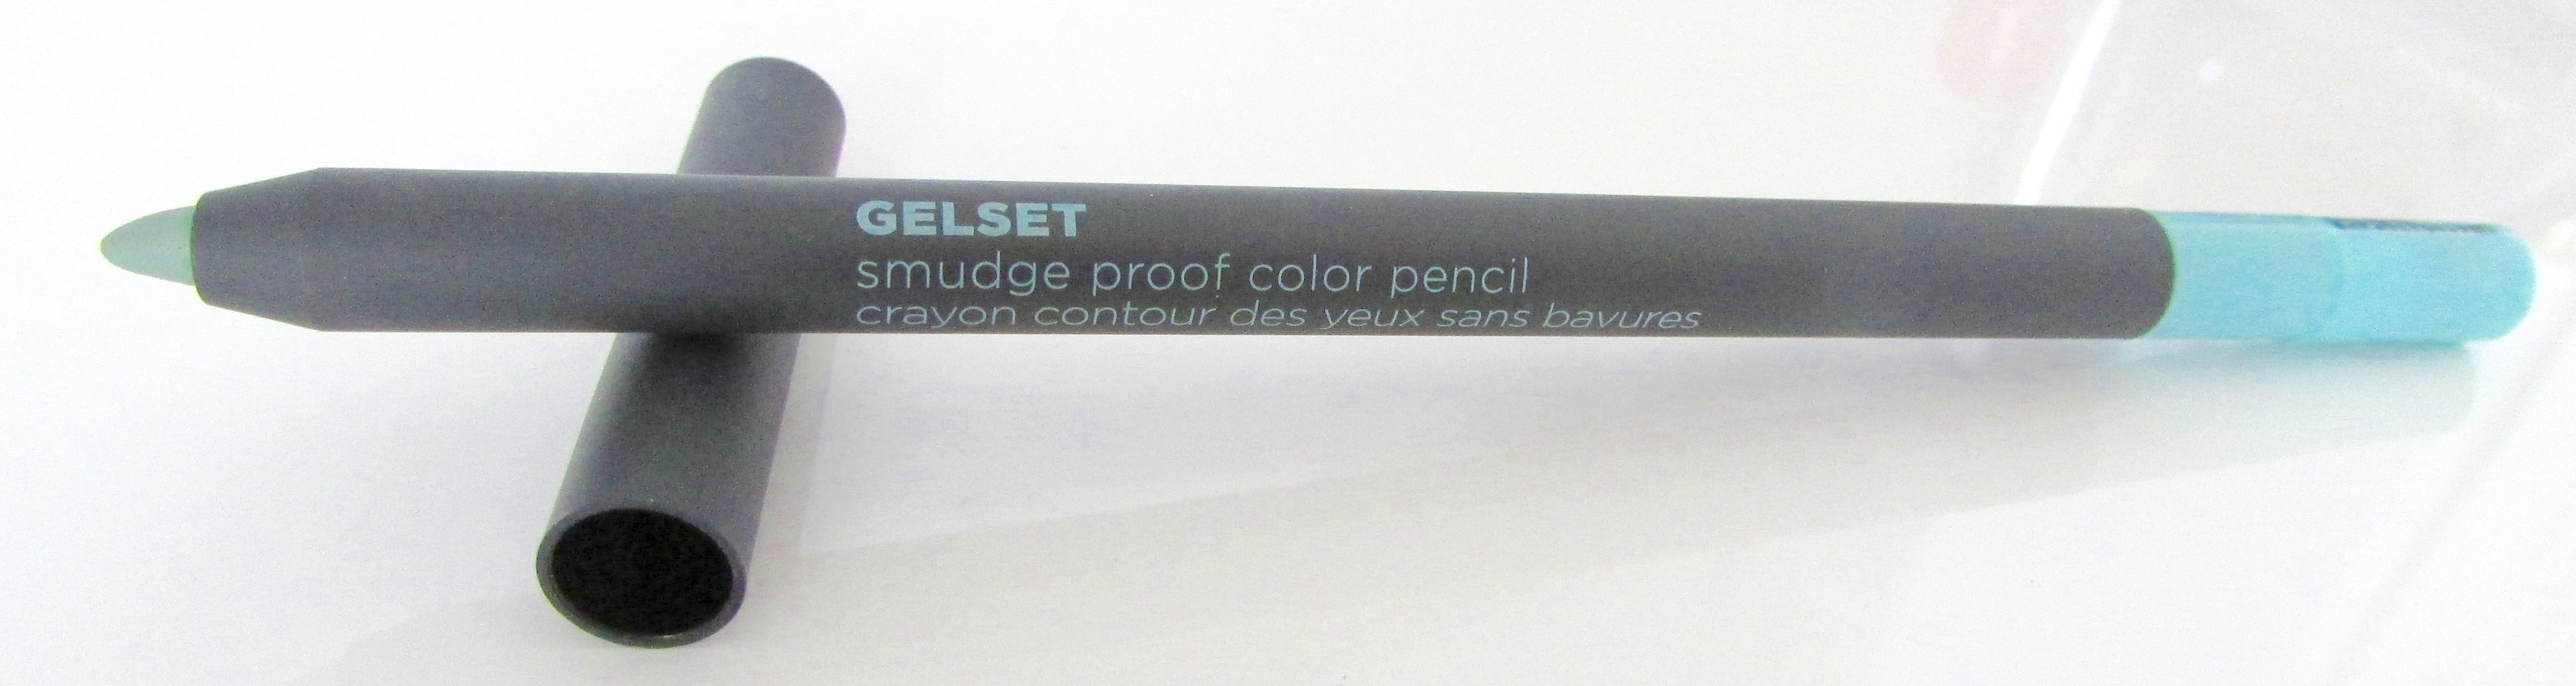 GELSET
smudge proof color pencil
crayon contour des yeux sans bavures